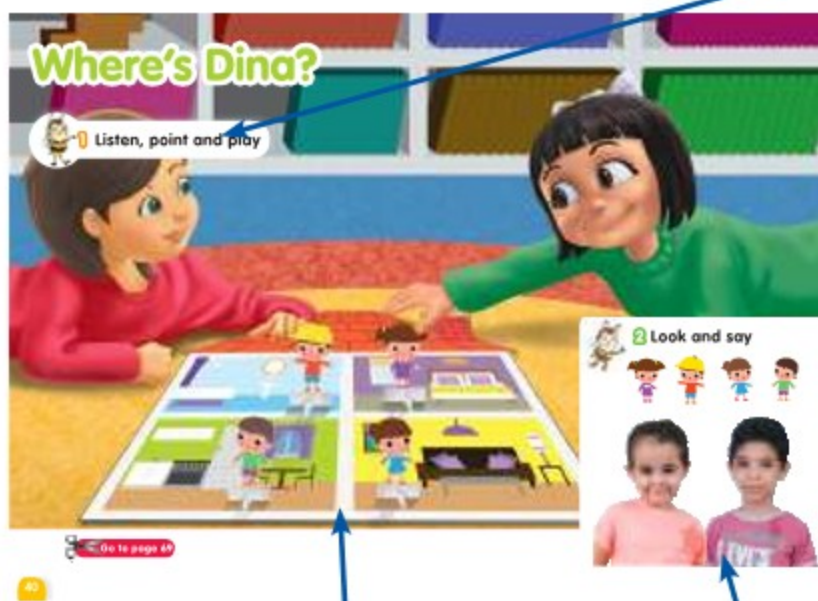 Where's Dina?
1 Listen, point and play
2 Look and say
Go to page 69
40